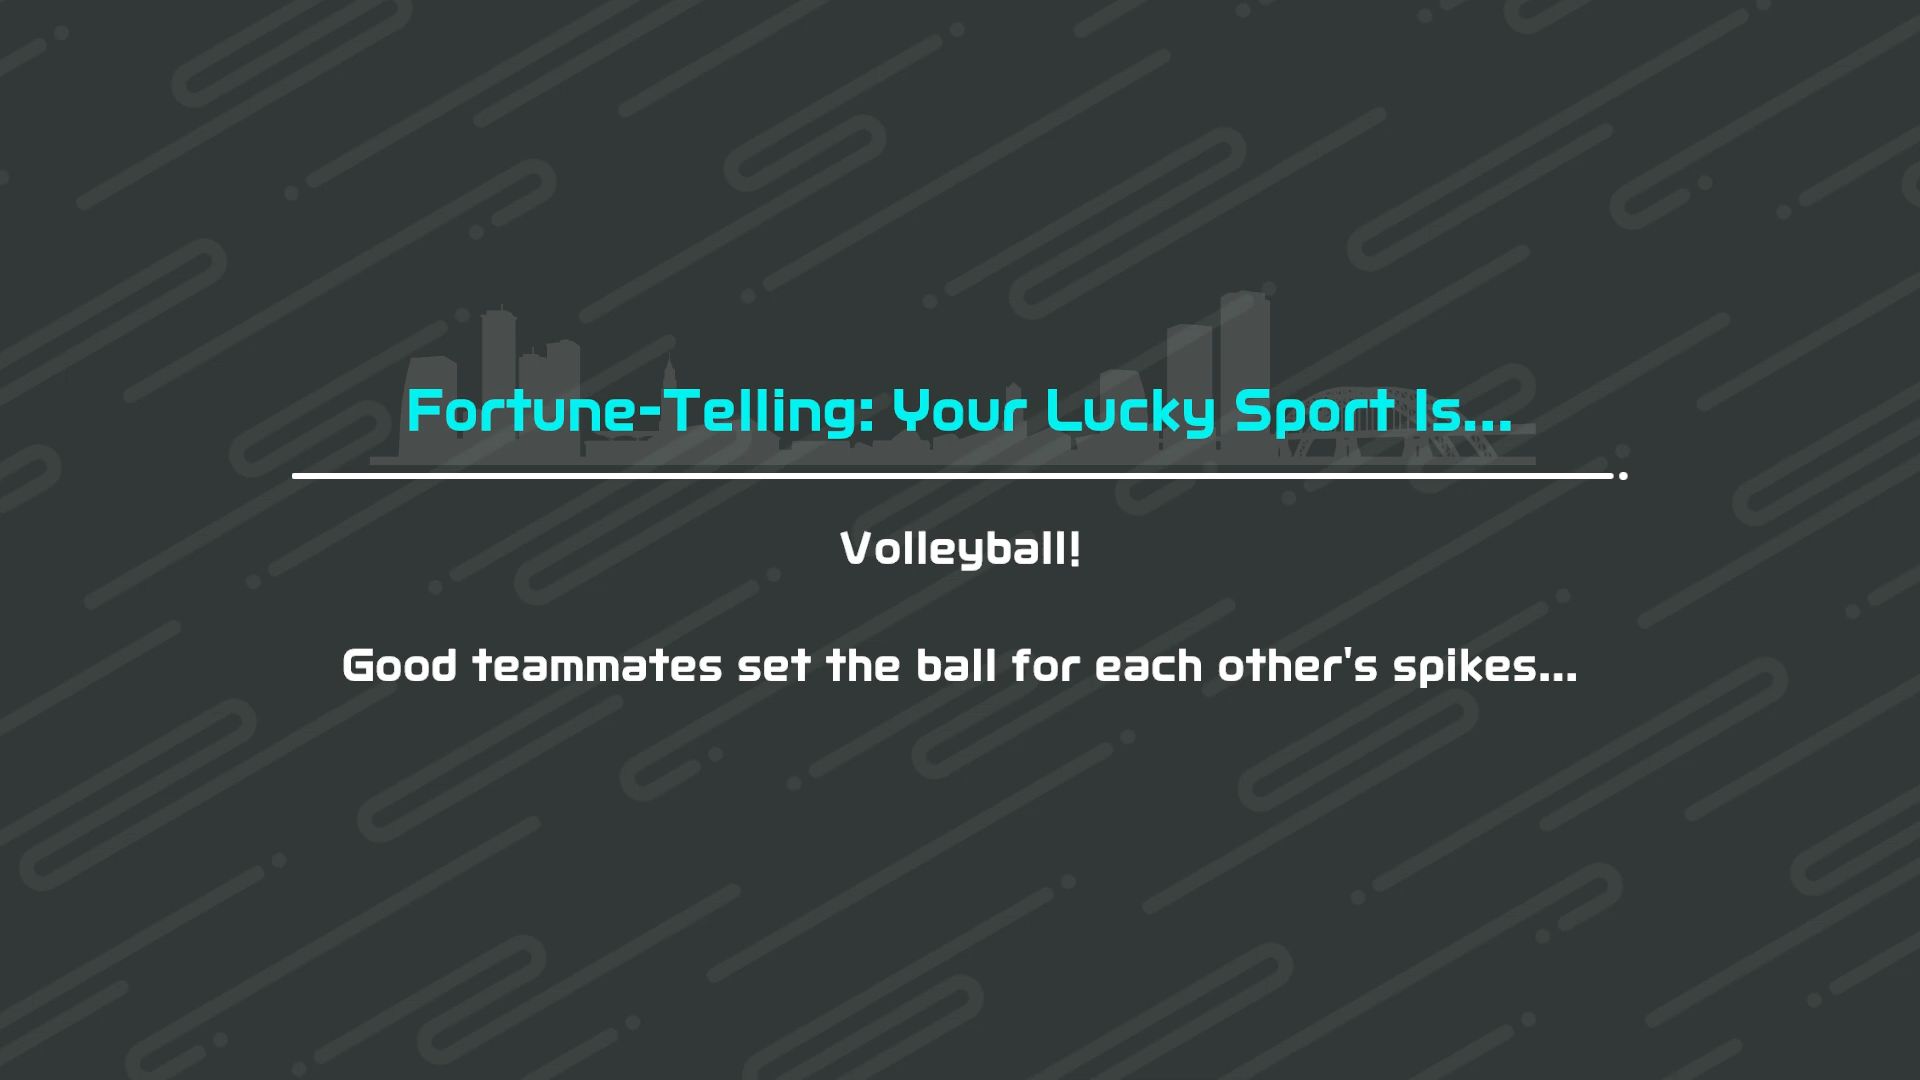 Fortune-Telling: Your Lucky Sport Is...
Volleyball!
Good teammates set the ball for each other's spikes...